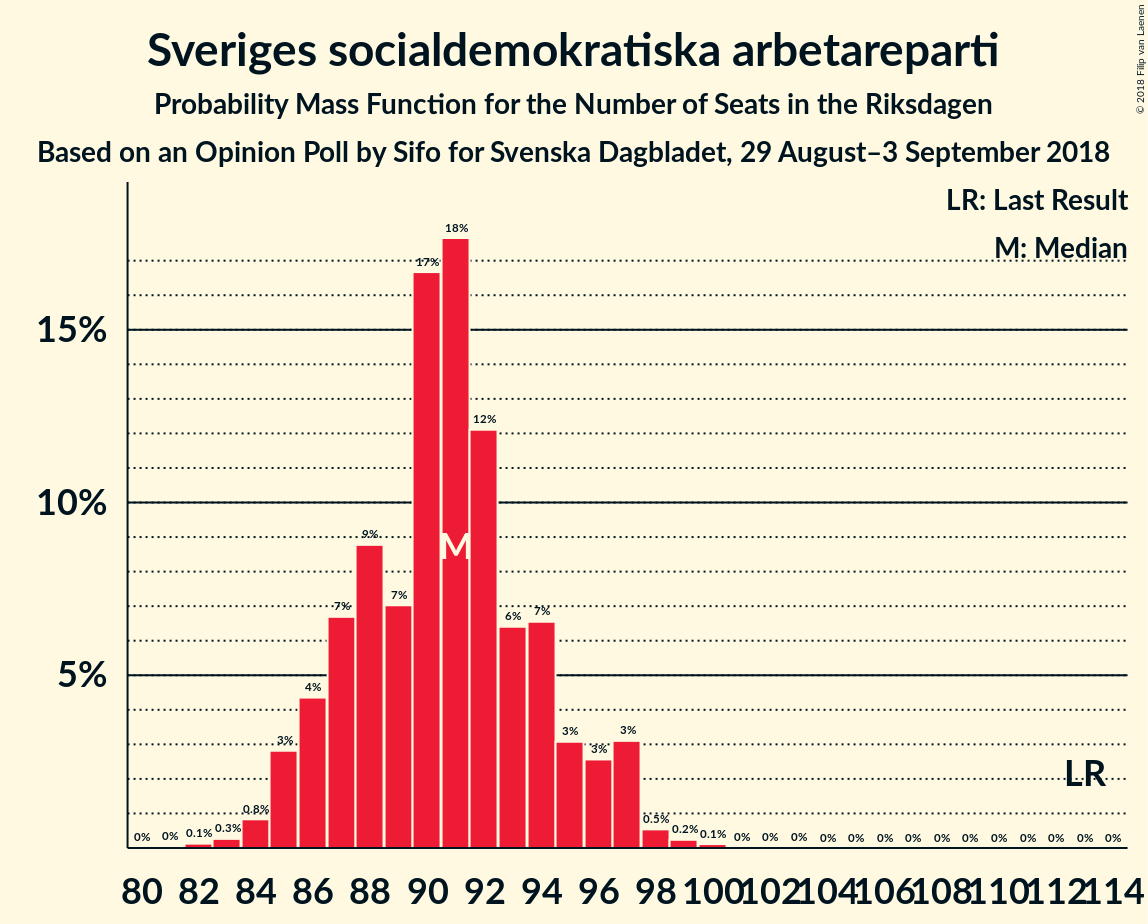 Sveriges socialdemokratiska arbetareparti
Probability Mass Function for the Number of Seats in the Riksdagen
Based on an Opinion Poll by Sifo for Svenska Dagbladet, 29 August–3 September 2018
© 2018 Filip van Laenen
LR: Last Result
M: Median
15%
10%
5%
0% 0% 0.1% 0.3% 0.8% 3% 4% 7% 9% 7% 17% 18% 12% 6% 7% 3% 3% 3% 0.5% 0.2% 0.1% 0% 0% 0% 0% 0% 0% 0% 0% 0% 0% 0% 0% 0% 0%
M
LR
80 82 84 86 88 90 92 94 96 98 100 102 104 106 108 110 112 114